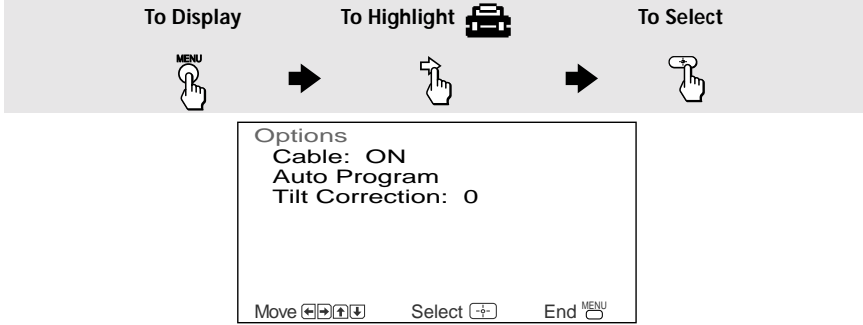 To Display To Highlight To Select
MENU
Options
Cable: ON
Auto Program
Tilt Correction: 0
Move Select End MENU